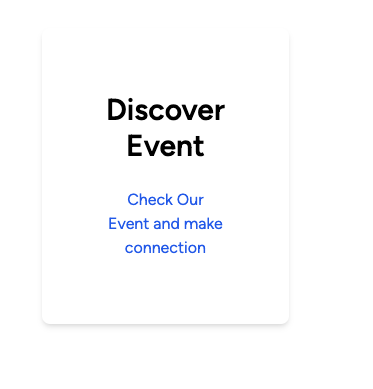 Discover
Event
Check Our
Event and make
connection